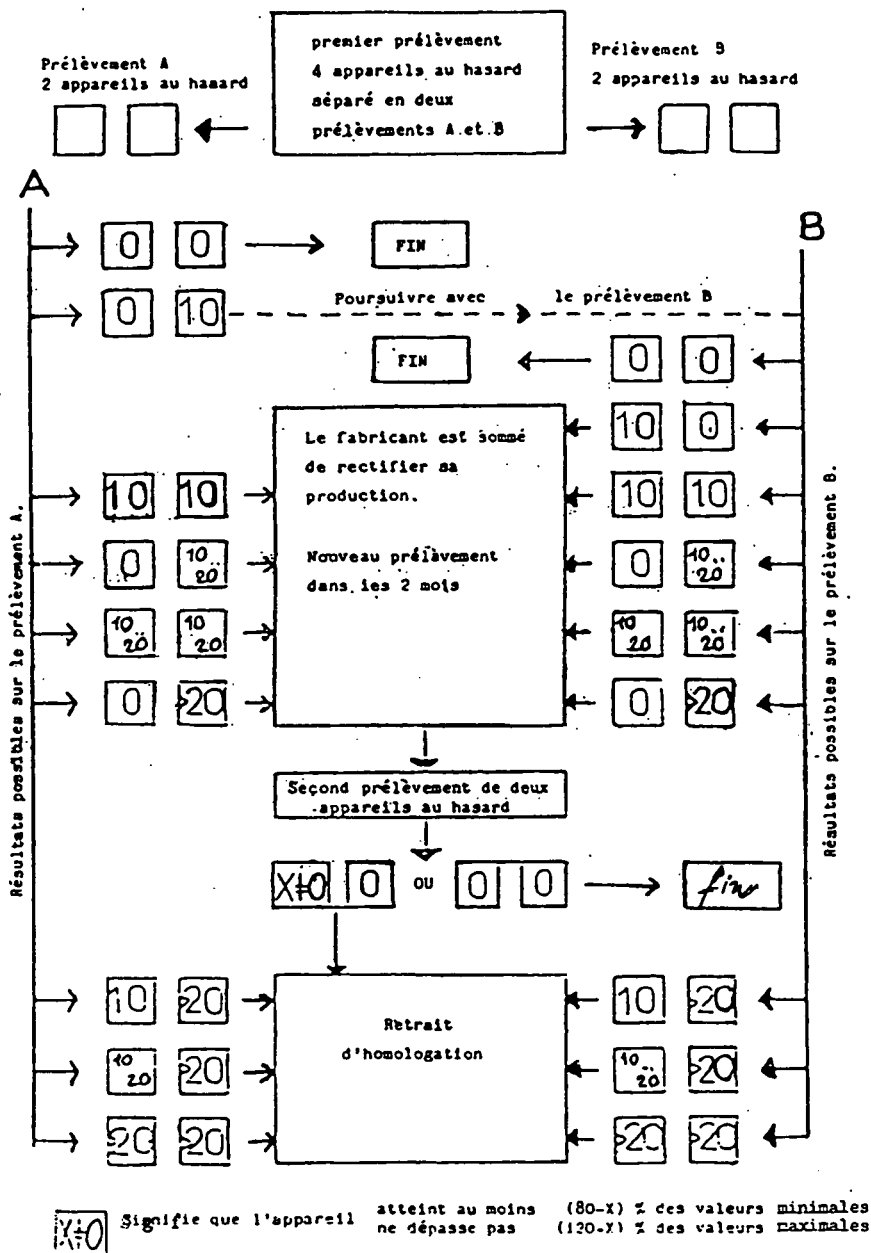 premier prélèvement
4 appareils au hasard
séparé en deux
prélèvements A.et.B
Prélèvement A
2 appareils au hasard
Prélèvement B
2 appareils au hasard
A
B
0 0 FIN
0 10 Poursuivre avec le prélèvement B
FIN 0 0
10 0
Le fabricant est sommé
de rectifier sa
production.
10 10
10 10
Nouveau prélèvement
dans les 2 mois
0 10..20
0 10..20
10..20 10..20
10..20 10..20
0 >20
0 >20
Second prélèvement de deux
appareils au hasard
X≠0 0 OU 0 0 fin
Retrait
d'homologation
10 >20
10 >20
10..20 >20
10..20 >20
>20 >20
>20 >20
Résultats possibles sur le prélèvement A.
Résultats possibles sur le prélèvement B.
X≠0 Signifie que l'appareil
atteint au moins (80-X) % des valeurs minimales
ne dépasse pas (120-X) % des valeurs maximales